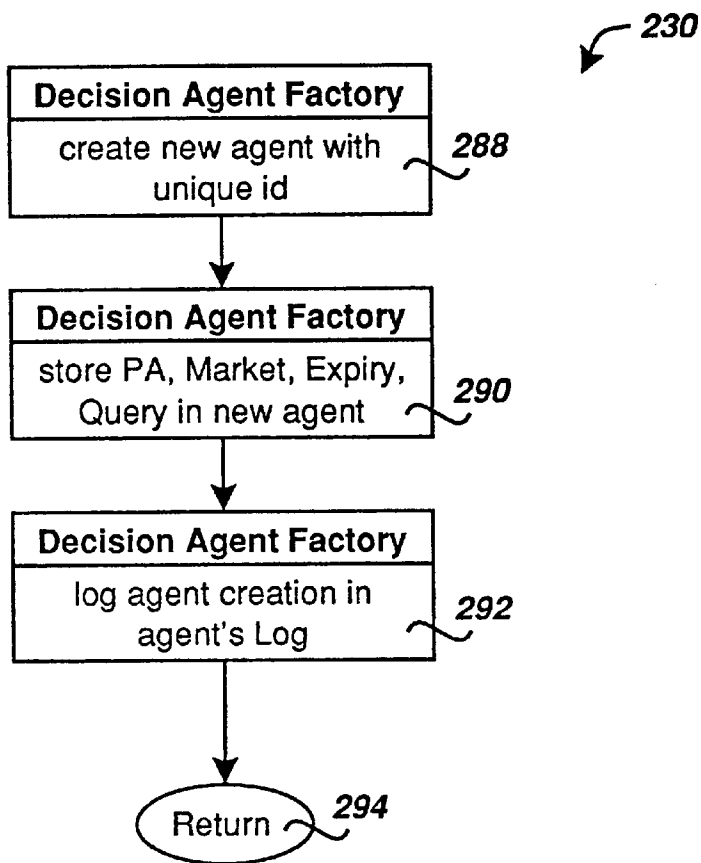 230
Decision Agent Factory
create new agent with
unique id
288
Decision Agent Factory
store PA, Market, Expiry,
Query in new agent
290
Decision Agent Factory
log agent creation in
agent's Log
292
Return
294